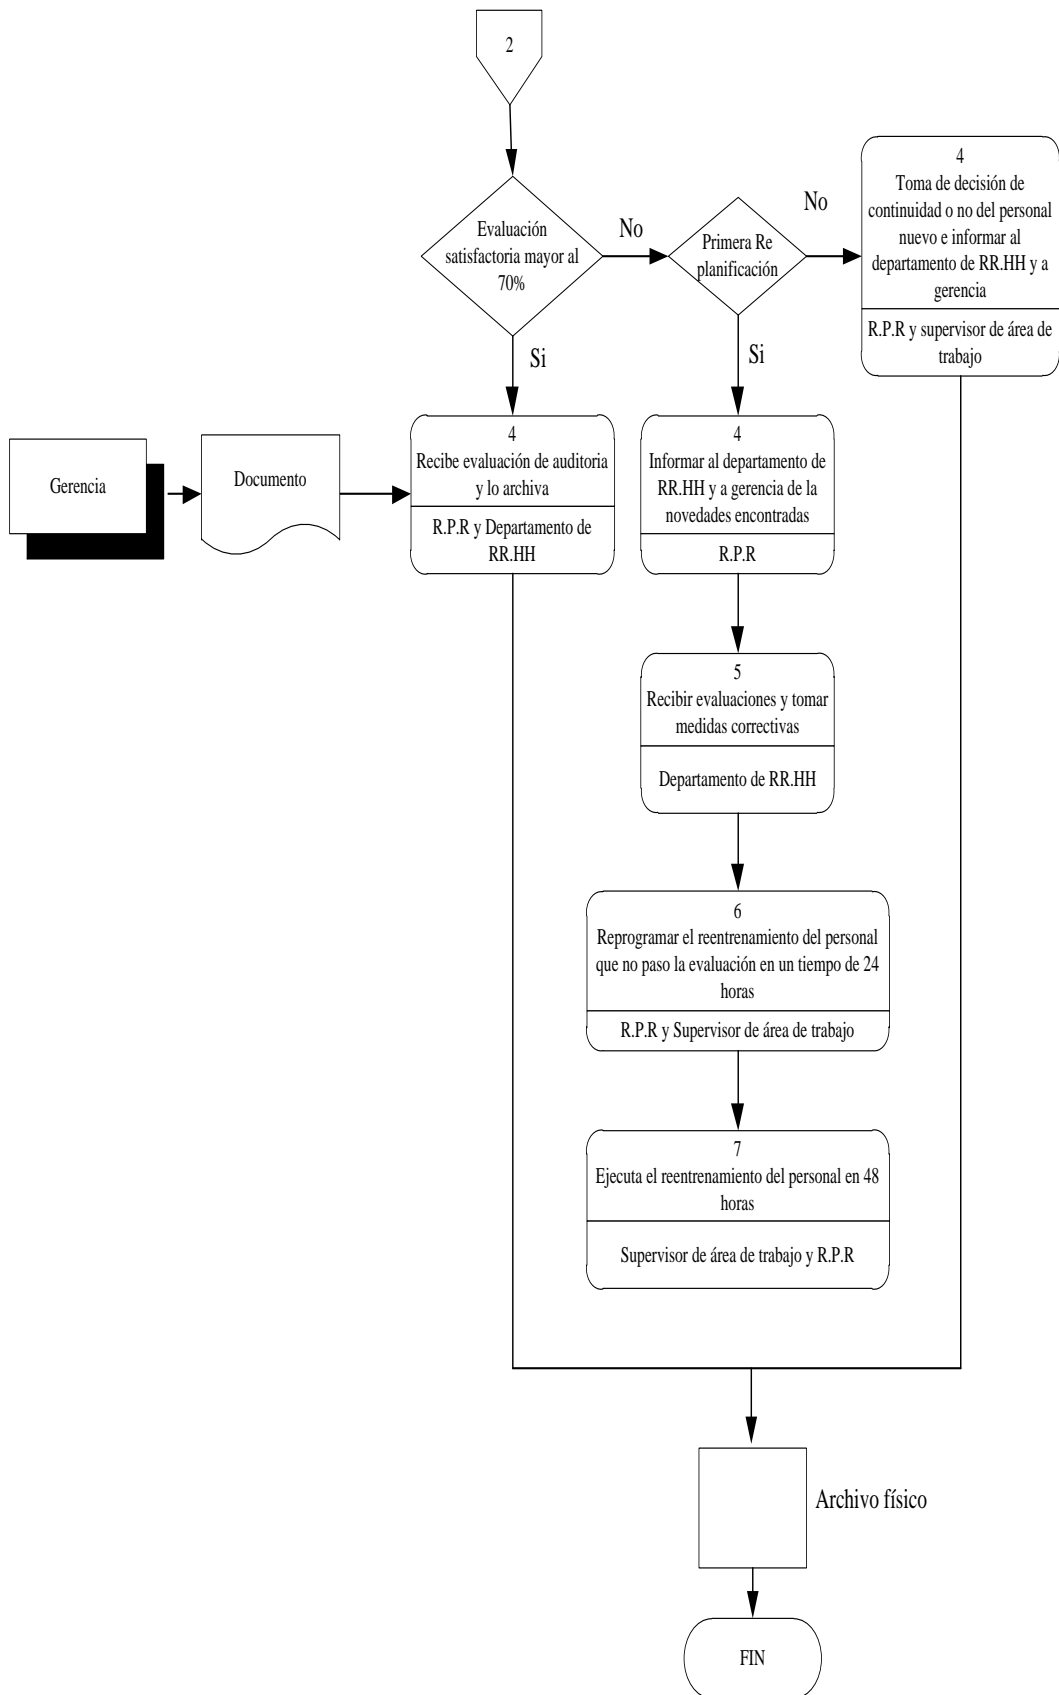 2
Evaluación
satisfactoria mayor al
70%
No
Primera Re
planificación
No
4
Toma de decisión de
continuidad o no del personal
nuevo e informar al
departamento de RR.HH y a
gerencia
R.P.R y supervisor de área de
trabajo
Si
Si
Gerencia
Documento
4
Recibe evaluación de auditoria
y lo archiva
R.P.R y Departamento de
RR.HH
4
Informar al departamento de
RR.HH y a gerencia de la
novedades encontradas
R.P.R
5
Recibir evaluaciones y tomar
medidas correctivas
Departamento de RR.HH
6
Reprogramar el reentrenamiento del personal
que no paso la evaluación en un tiempo de 24
horas
R.P.R y Supervisor de área de trabajo
7
Ejecuta el reentrenamiento del personal en 48
horas
Supervisor de área de trabajo y R.P.R
Archivo físico
FIN